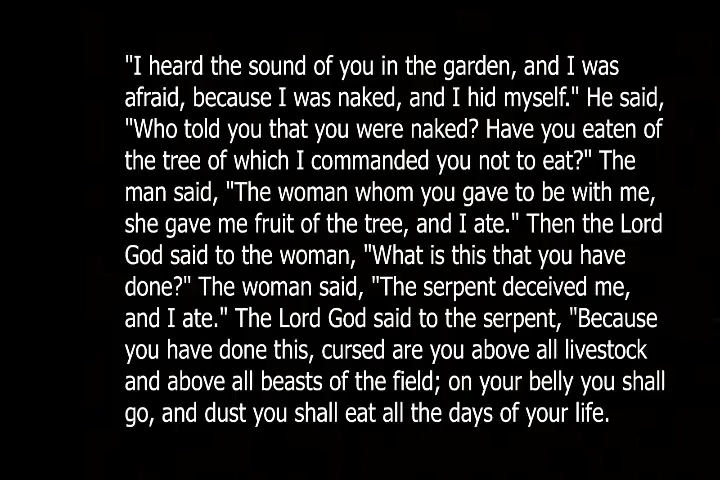 "I heard the sound of you in the garden, and I was
afraid, because I was naked, and I hid myself." He said,
"Who told you that you were naked? Have you eaten of
the tree of which I commanded you not to eat?" The
man said, "The woman whom you gave to be with me,
she gave me fruit of the tree, and I ate." Then the Lord
God said to the woman, "What is this that you have
done?" The woman said, "The serpent deceived me,
and I ate." The Lord God said to the serpent, "Because
you have done this, cursed are you above all livestock
and above all beasts of the field; on your belly you shall
go, and dust you shall eat all the days of your life.